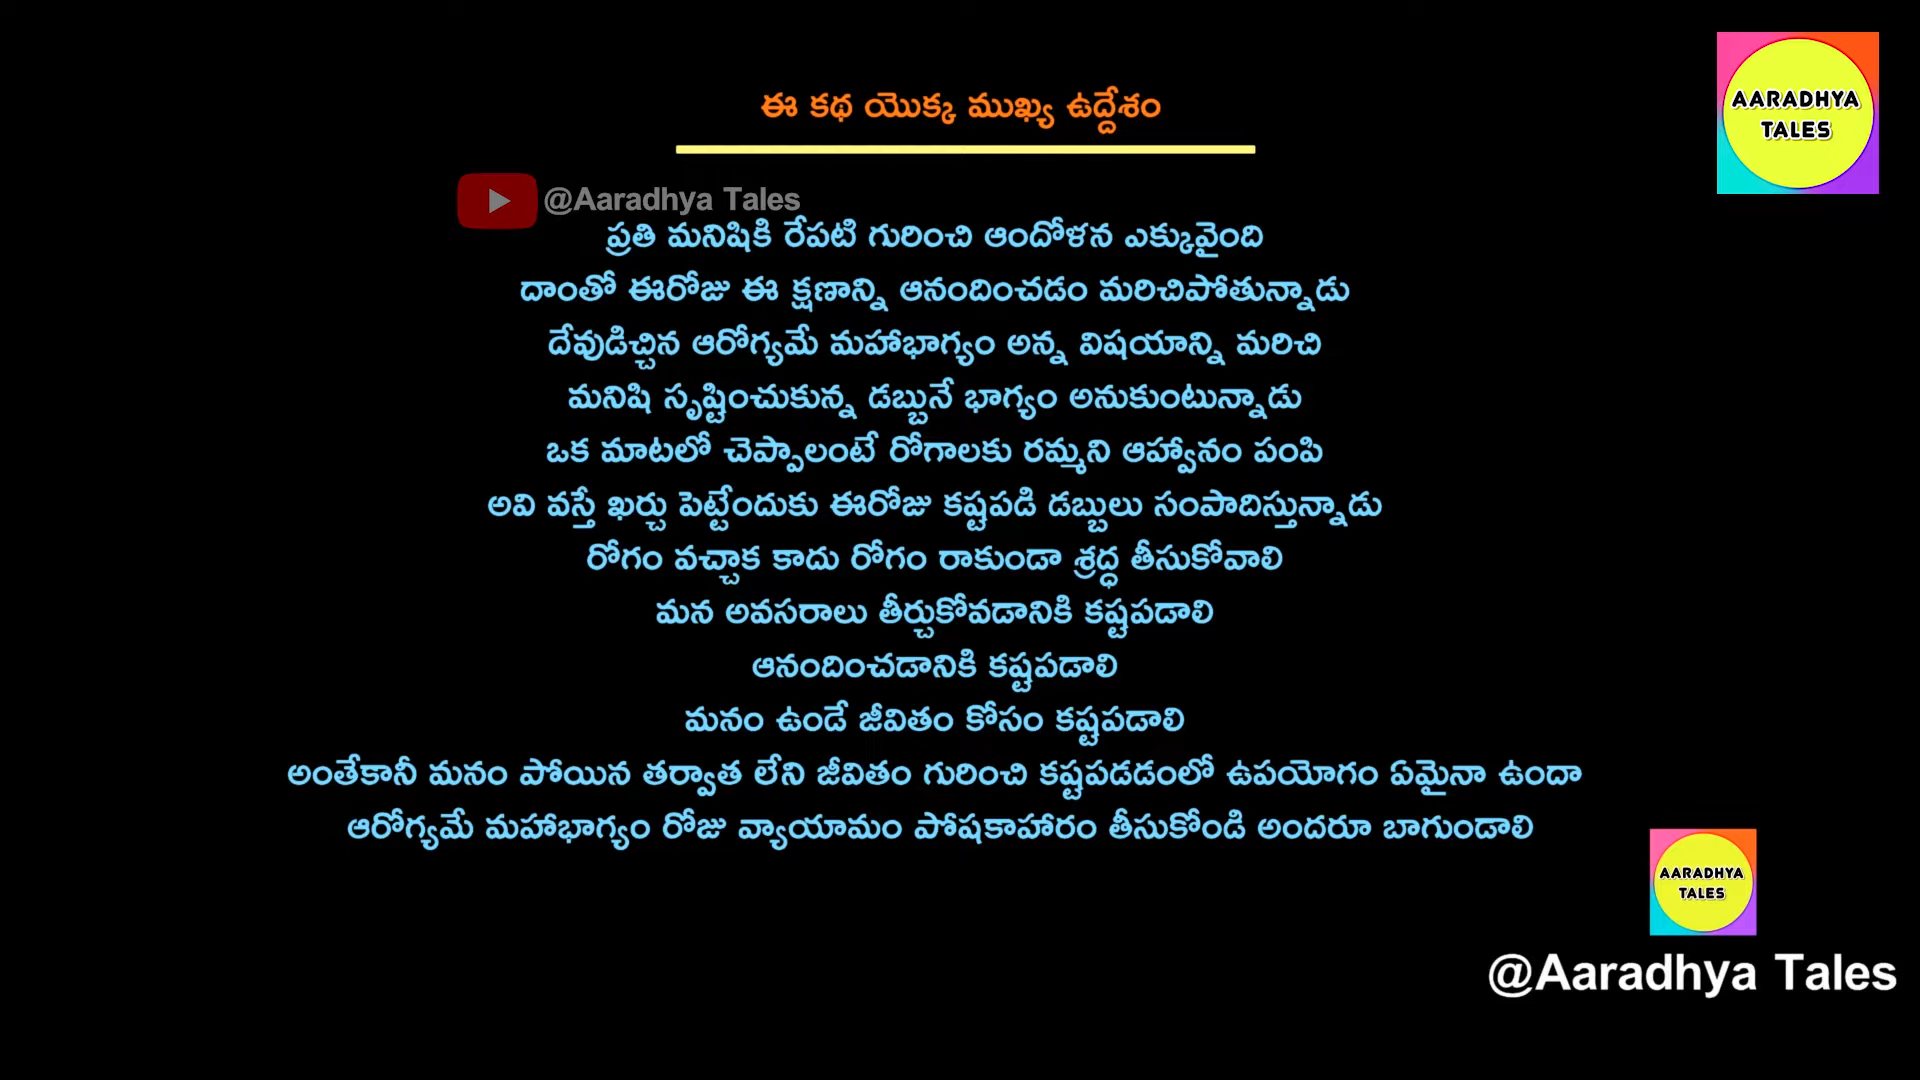 ఈ కథ యొక్క ముఖ్య ఉద్దేశం
AARADHYA
TALES
@Aaradhya Tales
ప్రతి మనిషికి రేపటి గురించి ఆందోళన ఎక్కువైంది
దాంతో ఈరోజు ఈ క్షణాన్ని ఆనందించడం మరిచిపోతున్నాడు
దేవుడిచ్చిన ఆరోగ్యమే మహాభాగ్యం అన్న విషయాన్ని మరిచి
మనిషి సృష్టించుకున్న డబ్బునే భాగ్యం అనుకుంటున్నాడు
ఒక మాటలో చెప్పాలంటే రోగాలకు రమ్మని ఆహ్వానం పంపి
అవి వస్తే ఖర్చు పెట్టేందుకు ఈరోజు కష్టపడి డబ్బులు సంపాదిస్తున్నాడు
రోగం వచ్చాక కాదు రోగం రాకుండా శ్రద్ధ తీసుకోవాలి
మన అవసరాలు తీర్చుకోవడానికి కష్టపడాలి
ఆనందించడానికి కష్టపడాలి
మనం ఉండే జీవితం కోసం కష్టపడాలి
అంతేకానీ మనం పోయిన తర్వాత లేని జీవితం గురించి కష్టపడడంలో ఉపయోగం ఏమైనా ఉందా
ఆరోగ్యమే మహాభాగ్యం రోజు వ్యాయామం పోషకాహారం తీసుకోండి అందరూ బాగుండాలి
AARADHYA
TALES
@Aaradhya Tales